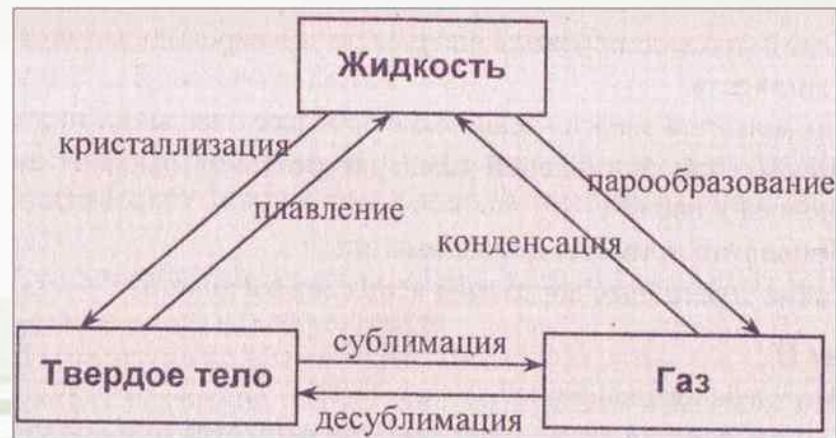 Жидкость
кристаллизация
парообразование
плавление
конденсация
сублимация
Твердое тело
Газ
десублимация